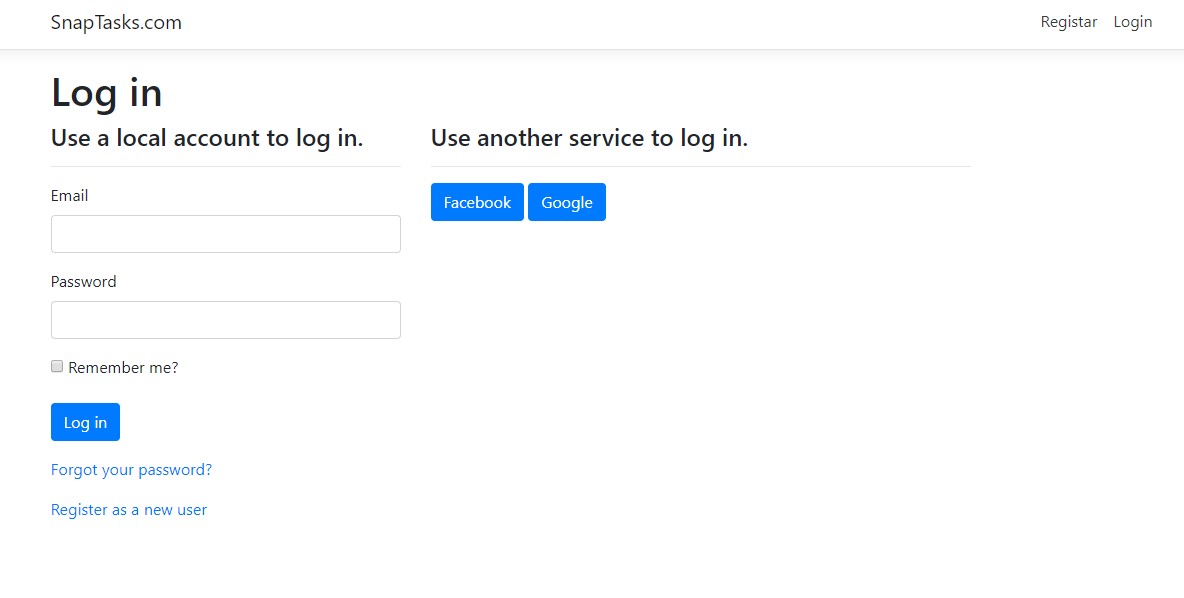 SnapTasks.com
Registar Login
Log in
Use a local account to log in.
Use another service to log in.
Email
Facebook Google
Password
Remember me?
Log in
Forgot your password?
Register as a new user